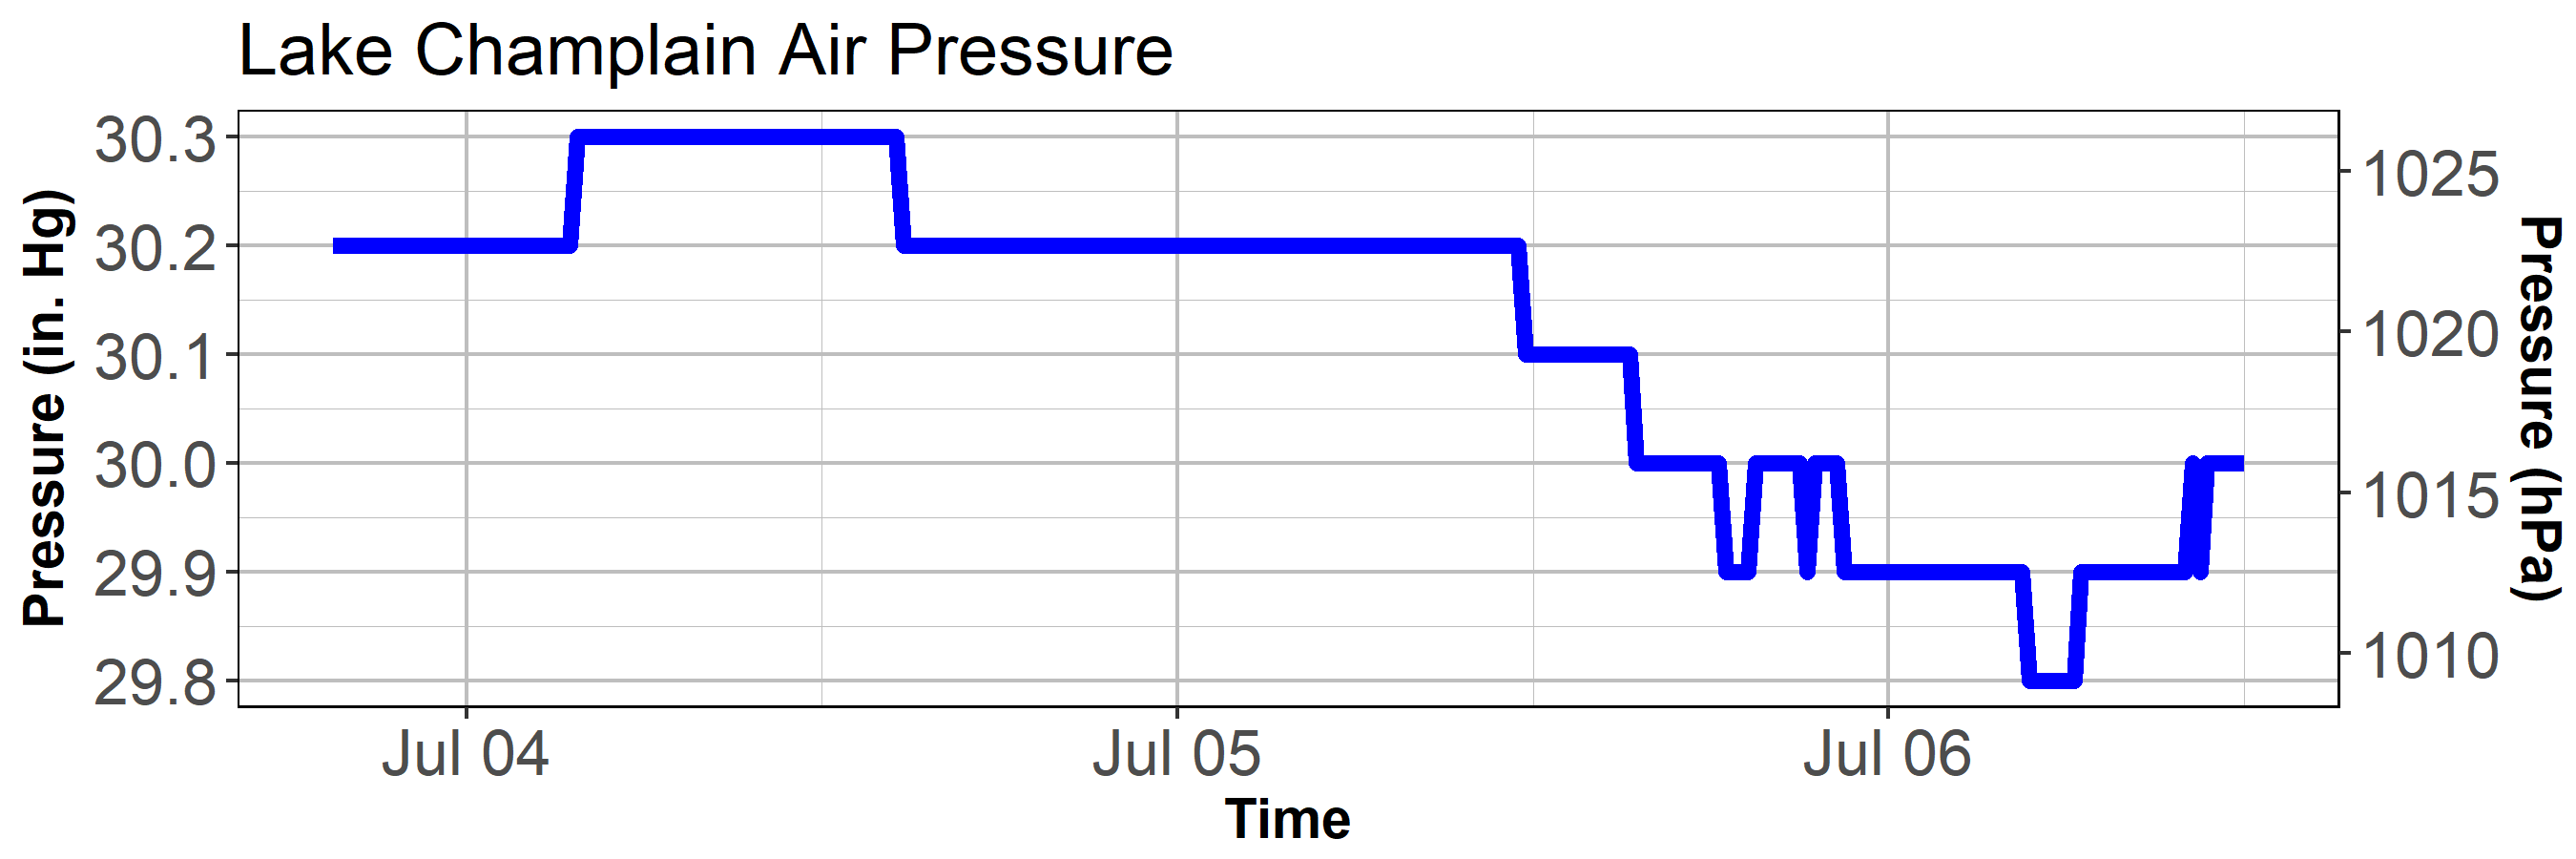 Lake Champlain Air Pressure
Pressure (in. Hg)
30.3
30.2
30.1
30.0
29.9
29.8
1025
1020
1015
1010
Pressure (hPa)
Jul 04
Jul 05
Jul 06
Time